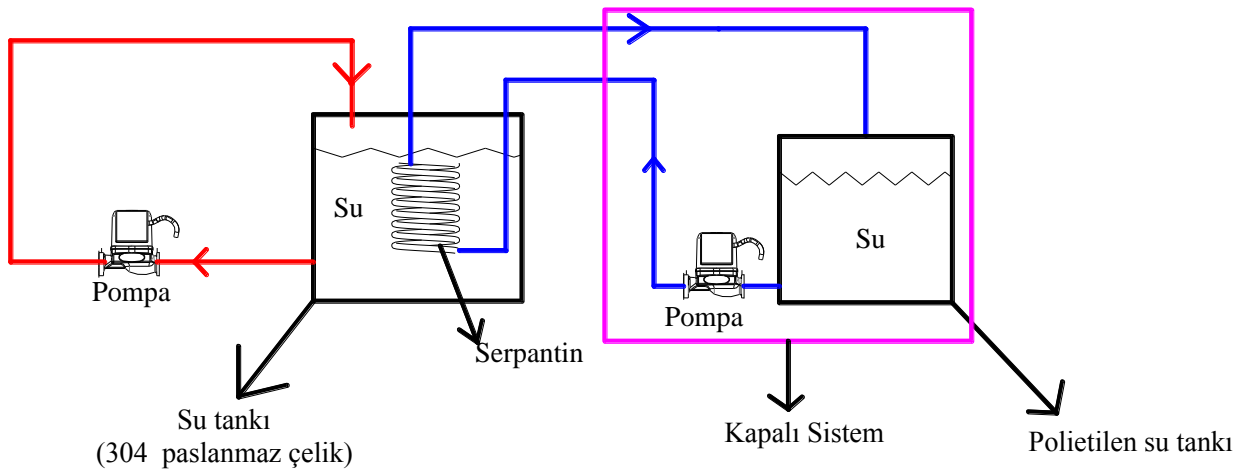 Su
Su
Pompa
Pompa
Serpantin
Su tankı
(304 paslanmaz çelik)
Kapalı Sistem
Polietilen su tankı